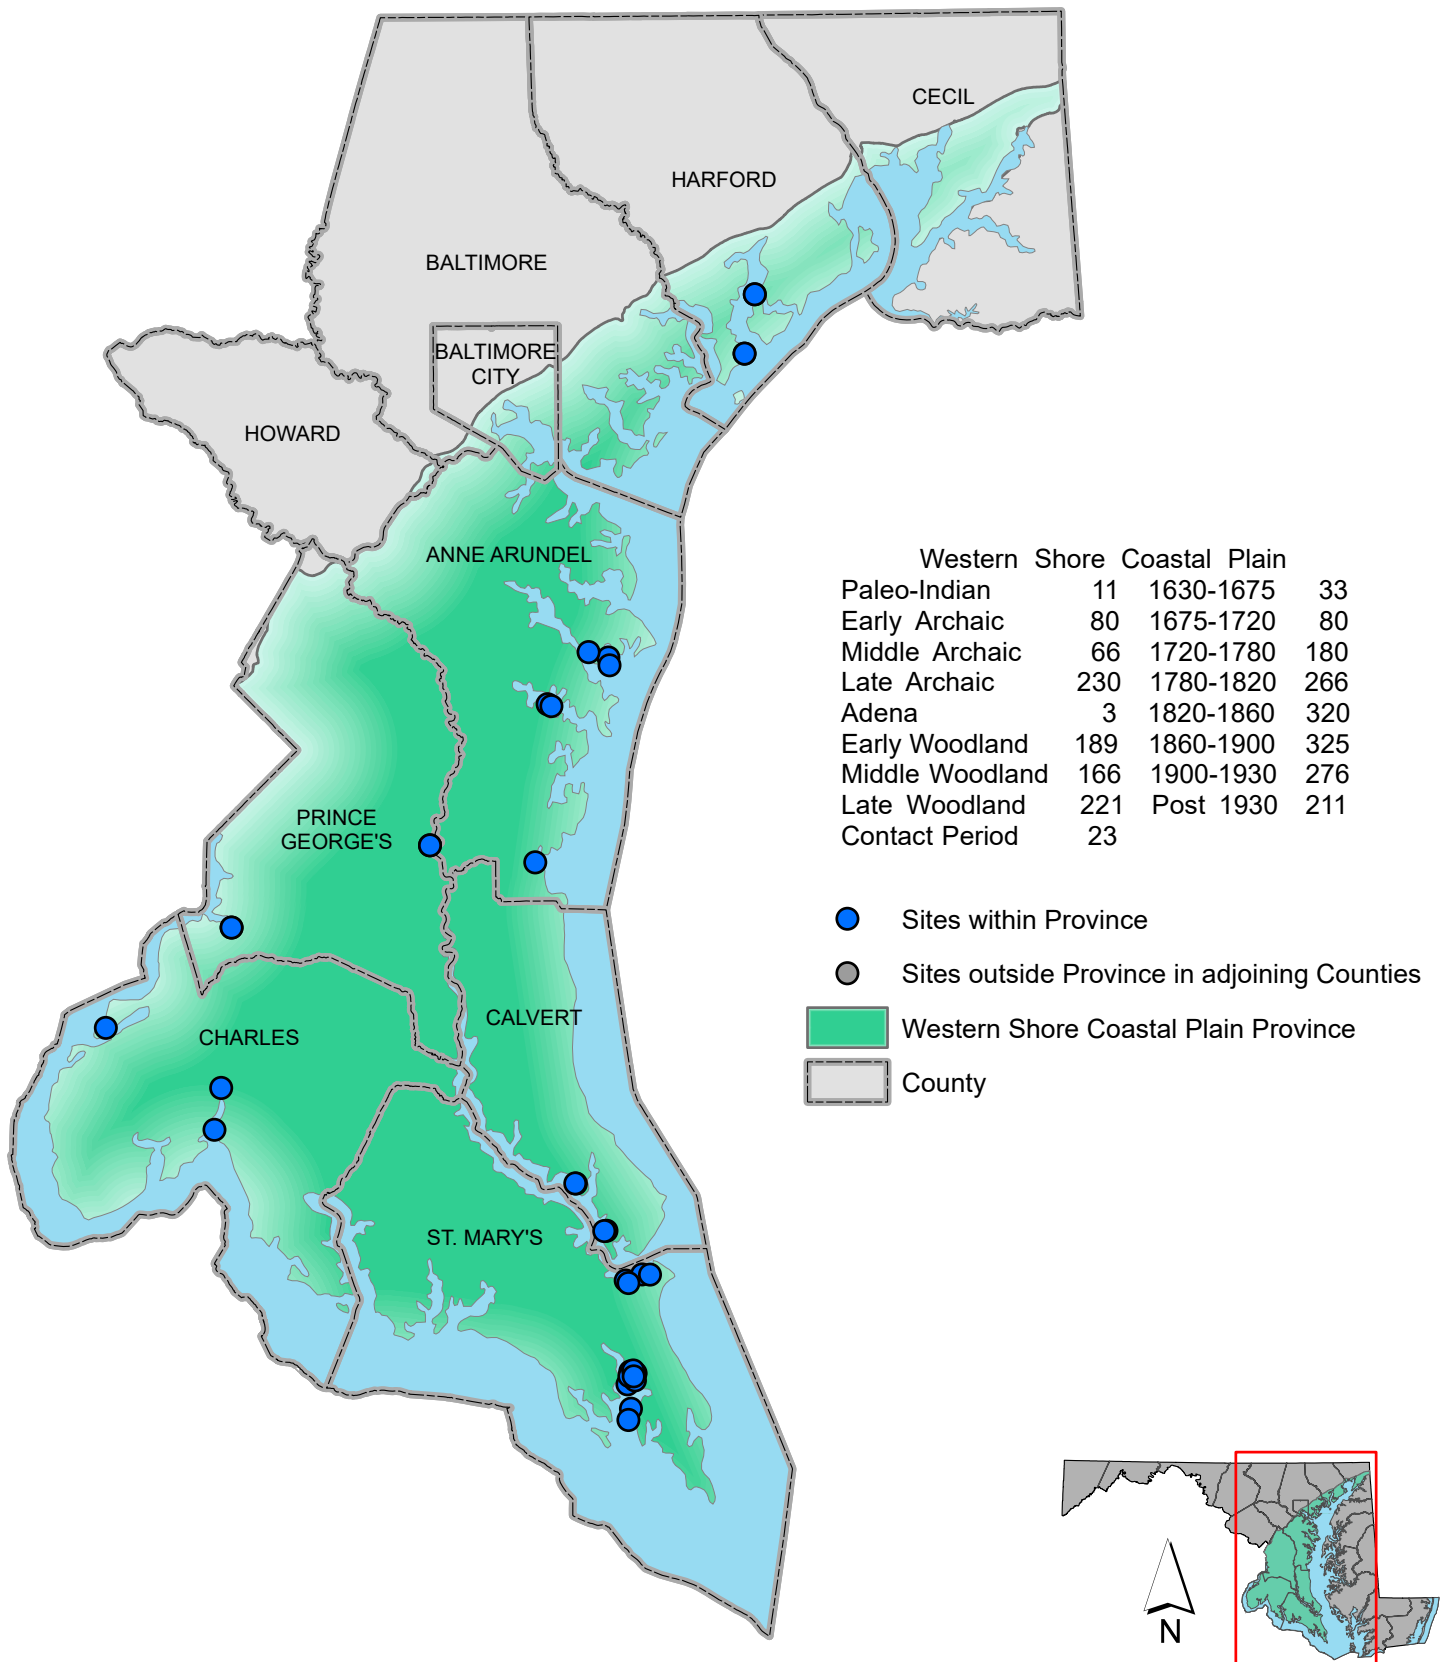 CECIL
HARFORD
BALTIMORE
BALTIMORE
CITY
HOWARD
ANNE ARUNDEL
Western Shore Coastal Plain
Paleo-Indian 11 1630-1675 33
Early Archaic 80 1675-1720 80
Middle Archaic 66 1720-1780 180
Late Archaic 230 1780-1820 266
Adena 3 1820-1860 320
Early Woodland 189 1860-1900 325
Middle Woodland 166 1900-1930 276
Late Woodland 221 Post 1930 211
Contact Period 23
PRINCE
GEORGE'S
Sites within Province
Sites outside Province in adjoining Counties
CALVERT
Western Shore Coastal Plain Province
CHARLES
County
ST. MARY'S
N